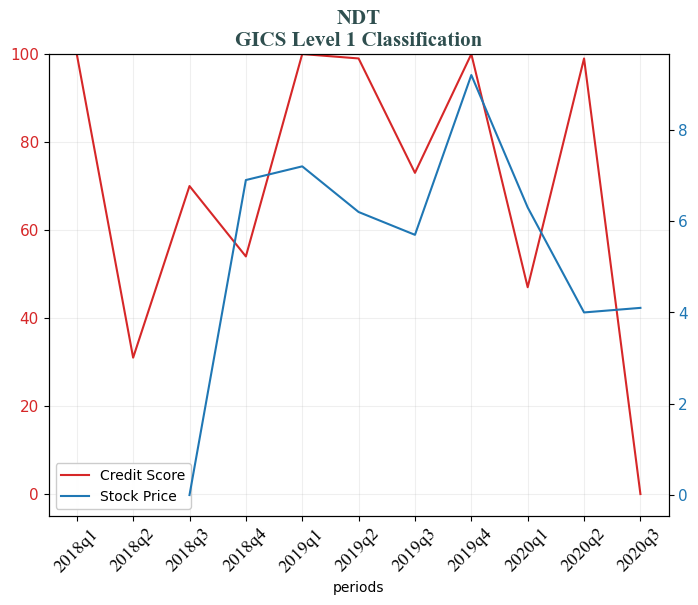 NDT
GICS Level 1 Classification
100
80
60
40
20
0
8
6
4
2
0
Credit Score
Stock Price
2018q1
2018q2
2018q3
2018q4
2019q1
2019q2
2019q3
2019q4
2020q1
2020q2
2020q3
periods